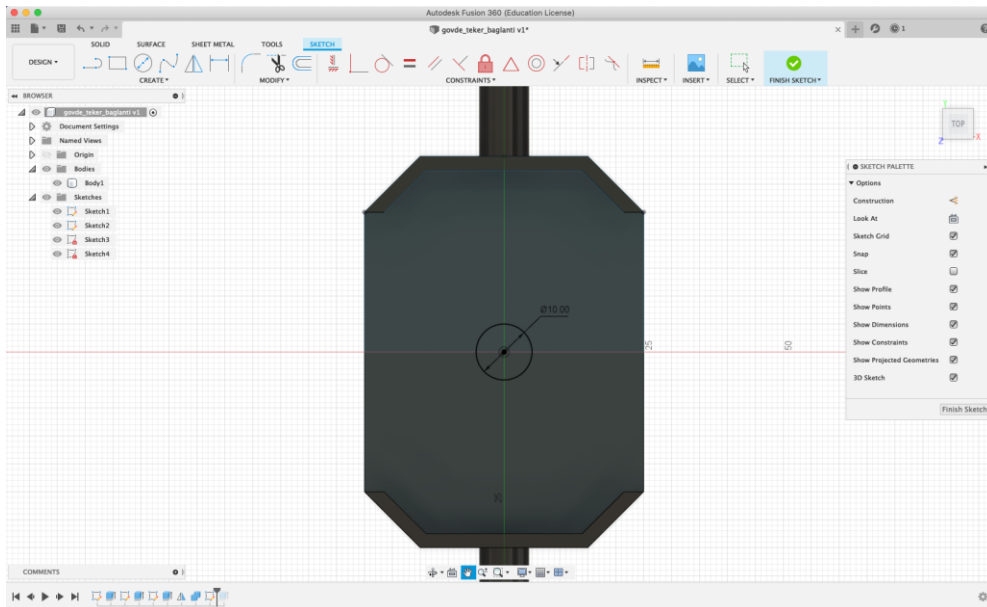 Autodesk Fusion 360 (Education License)
govde_teker_baglanti v1*
1
SOLID SURFACE SHEET METAL TOOLS SKETCH
DESIGN
CREATE MODIFY CONSTRAINTS INSPECT INSERT SELECT FINISH SKETCH
BROWSER
govde_teker_baglanti v1
Document Settings
Named Views
Origin
Bodies
Body1
Sketches
Sketch1
Sketch2
Sketch3
Sketch4
Y
TOP
X
Z
SKETCH PALETTE
Options
Construction
Look At
Sketch Grid
Snap
Slice
Show Profile
Show Points
Show Dimensions
Show Constraints
Show Projected Geometries
3D Sketch
Finish Sketch
Ø10.00
25
50
COMMENTS